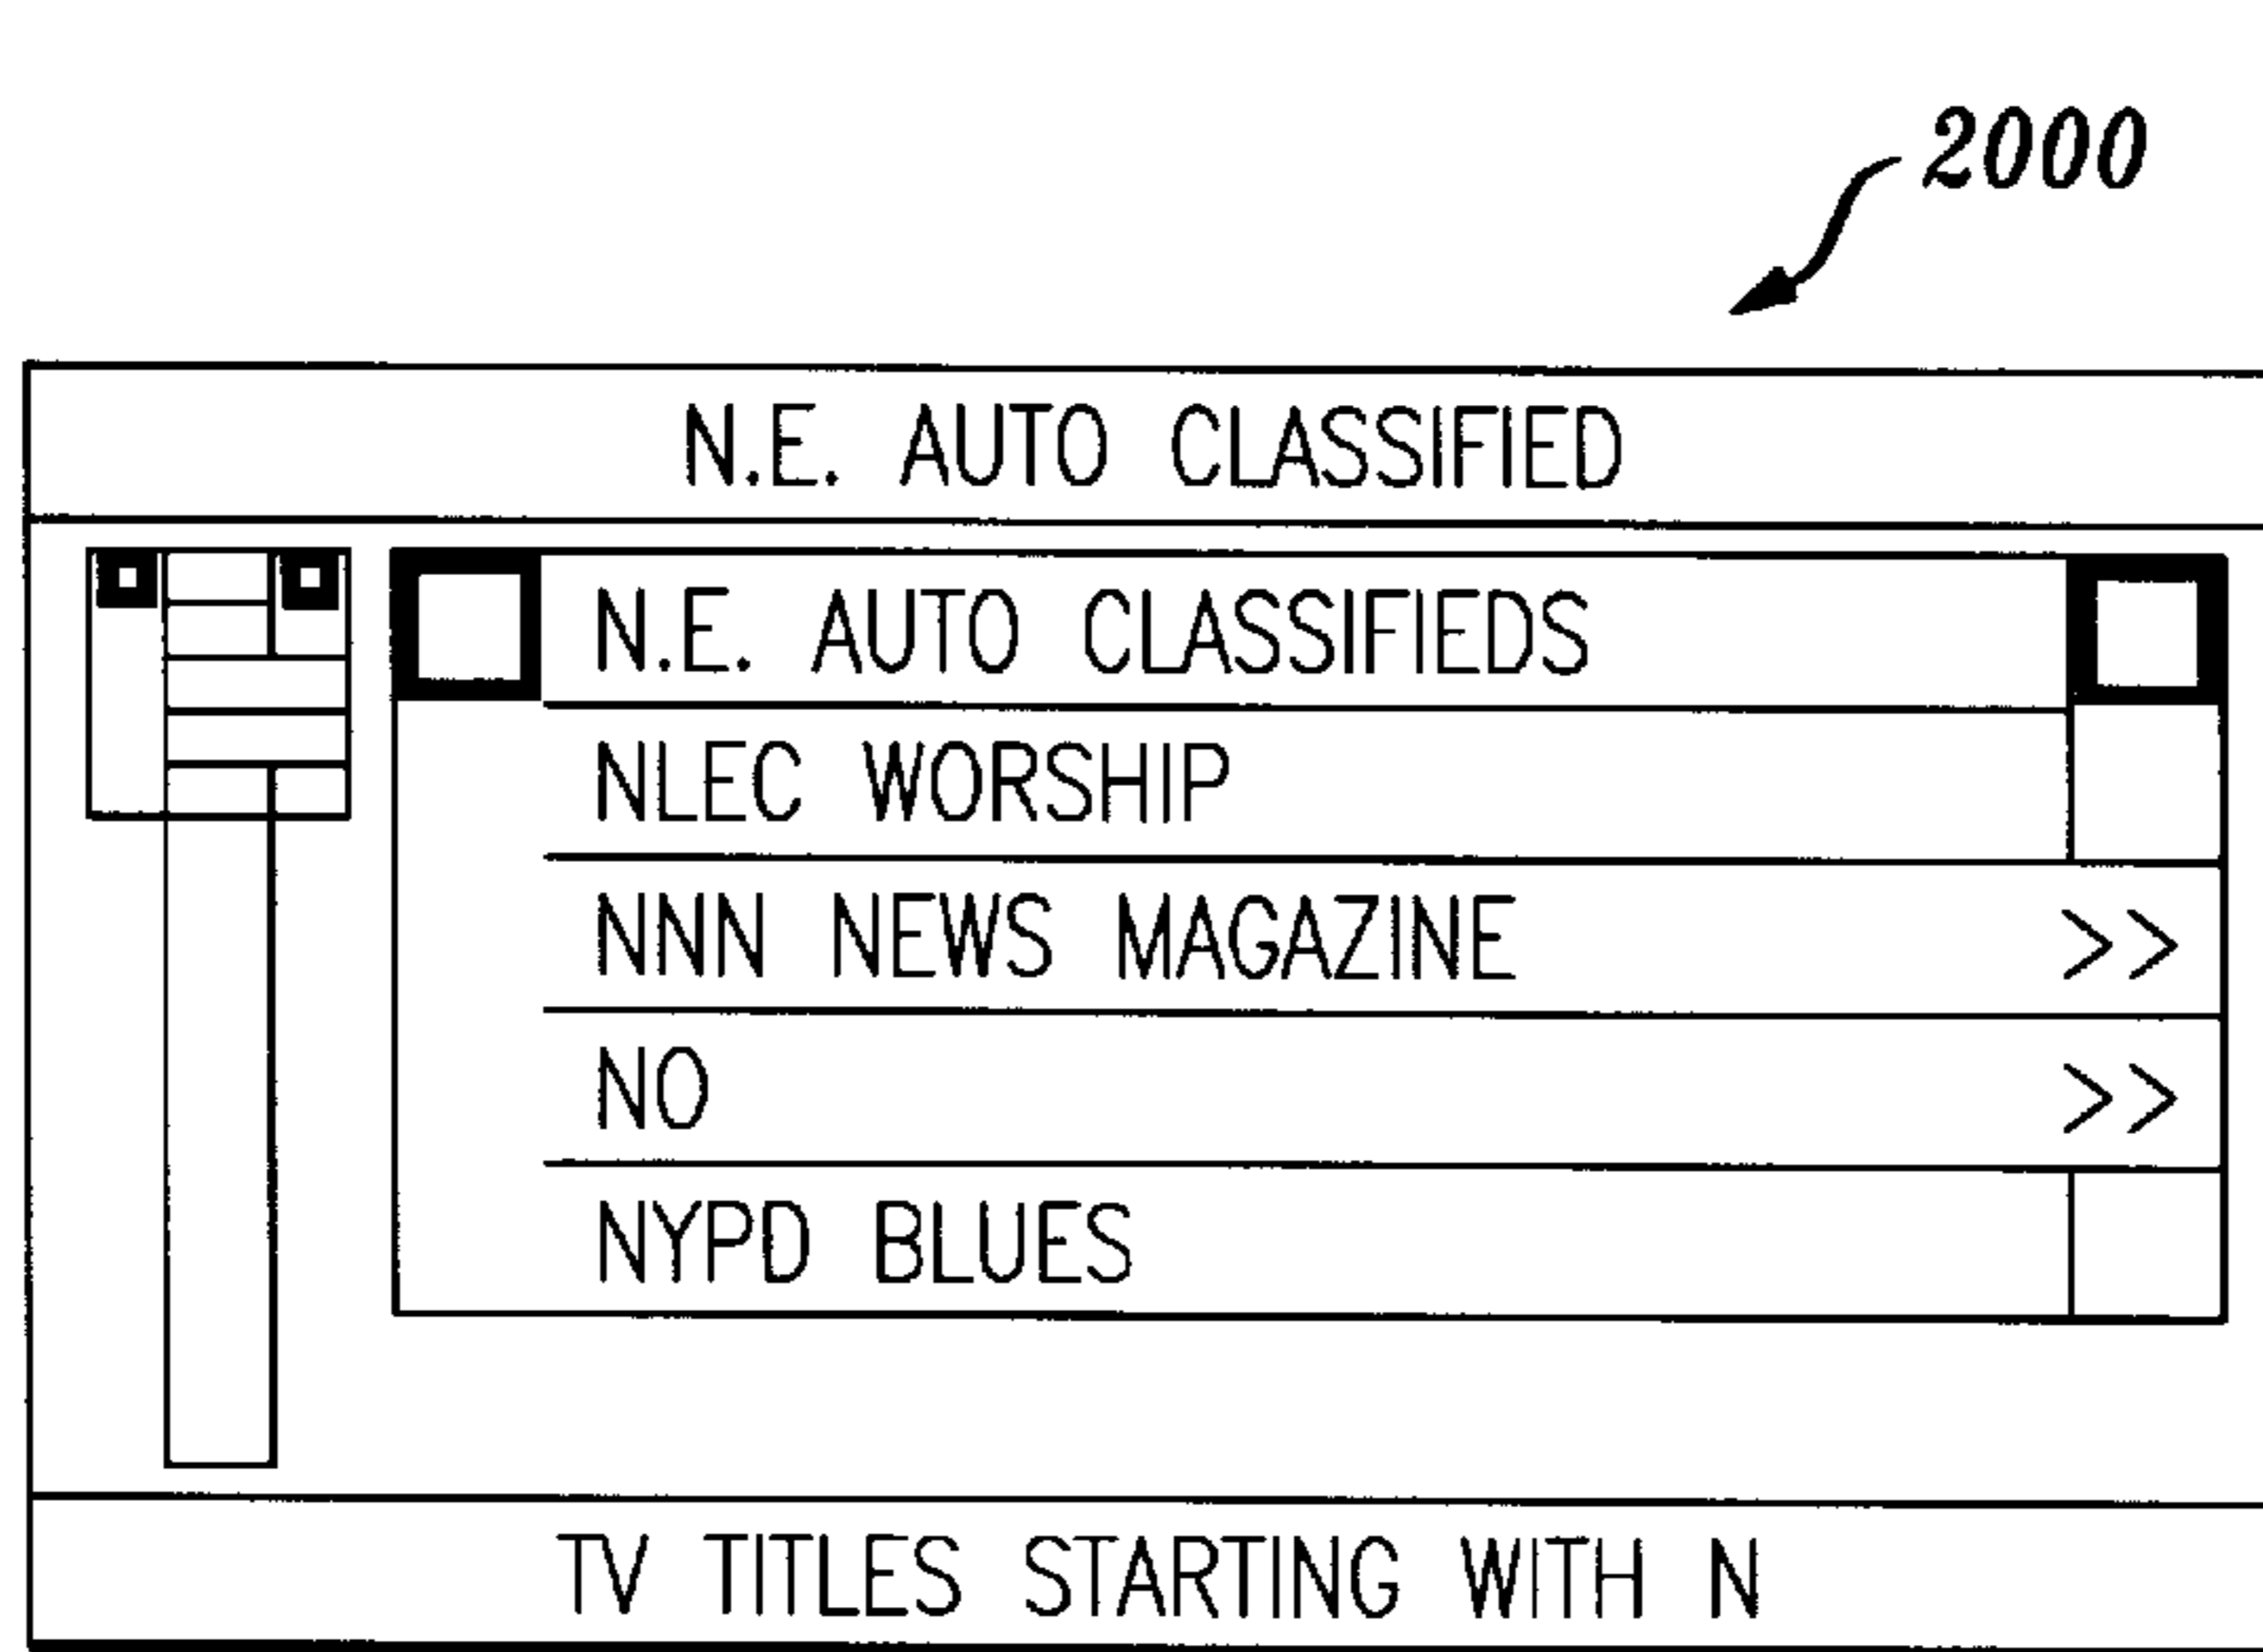 2000
N.E. AUTO CLASSIFIED
N.E. AUTO CLASSIFIEDS
NLEC WORSHIP
NNN NEWS MAGAZINE >>
NO >>
NYPD BLUES
TV TITLES STARTING WITH N